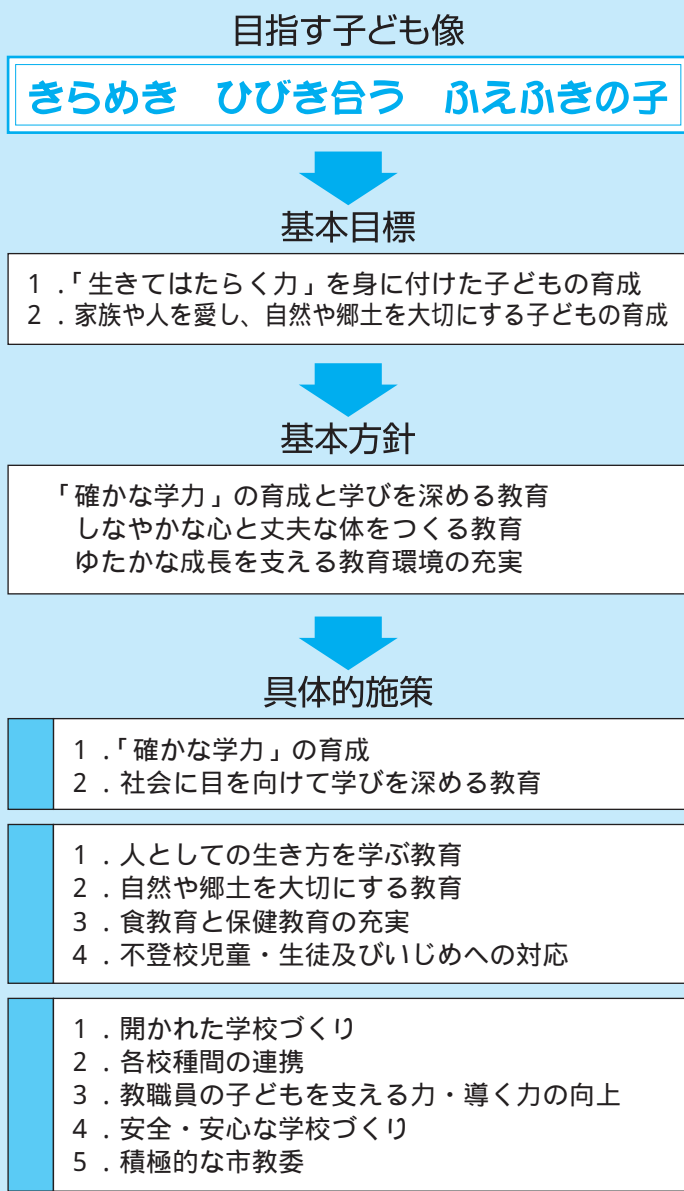 目指す子ども像
きらめき　ひびき合う　ふえふきの子
基本目標
1．「生きてはたらく力」を身に付けた子どもの育成
2．家族や人を愛し、自然や郷土を大切にする子どもの育成
基本方針
「確かな学力」の育成と学びを深める教育
しなやかな心と丈夫な体をつくる教育
ゆたかな成長を支える教育環境の充実
具体的施策
1．「確かな学力」の育成
2．社会に目を向けて学びを深める教育
1．人としての生き方を学ぶ教育
2．自然や郷土を大切にする教育
3．食教育と保健教育の充実
4．不登校児童・生徒及びいじめへの対応
1．開かれた学校づくり
2．各校種間の連携
3．教職員の子どもを支える力・導く力の向上
4．安全・安心な学校づくり
5．積極的な市教委